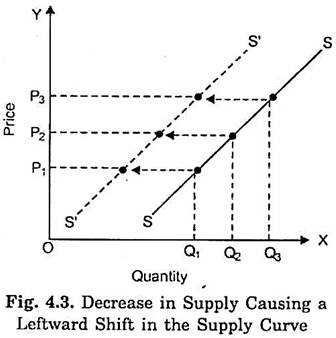 Y
S'
S
P₃
P₂
P₁
Price
S'
S
O
Q₁
Q₂
Q₃
X
Quantity
Fig. 4.3. Decrease in Supply Causing a
Leftward Shift in the Supply Curve